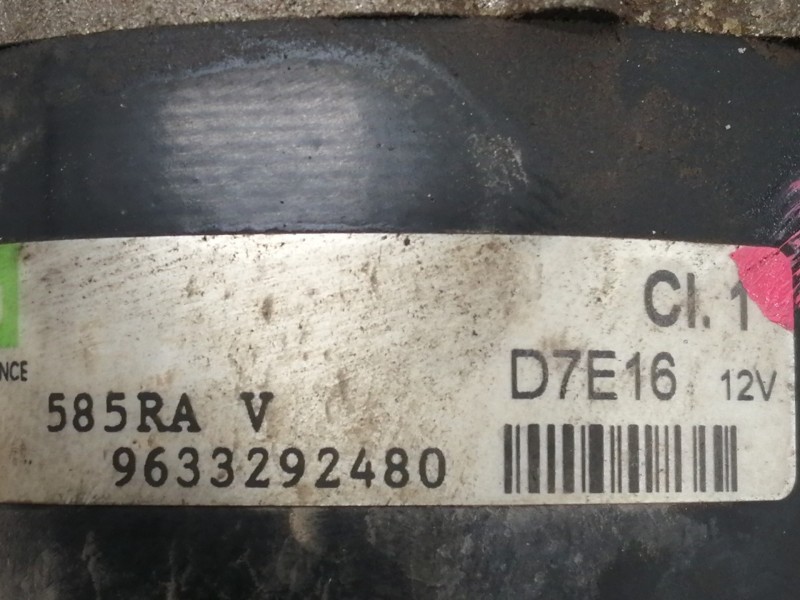 Cl. 1
NCE
D7E16 12V
585RA V
9633292480